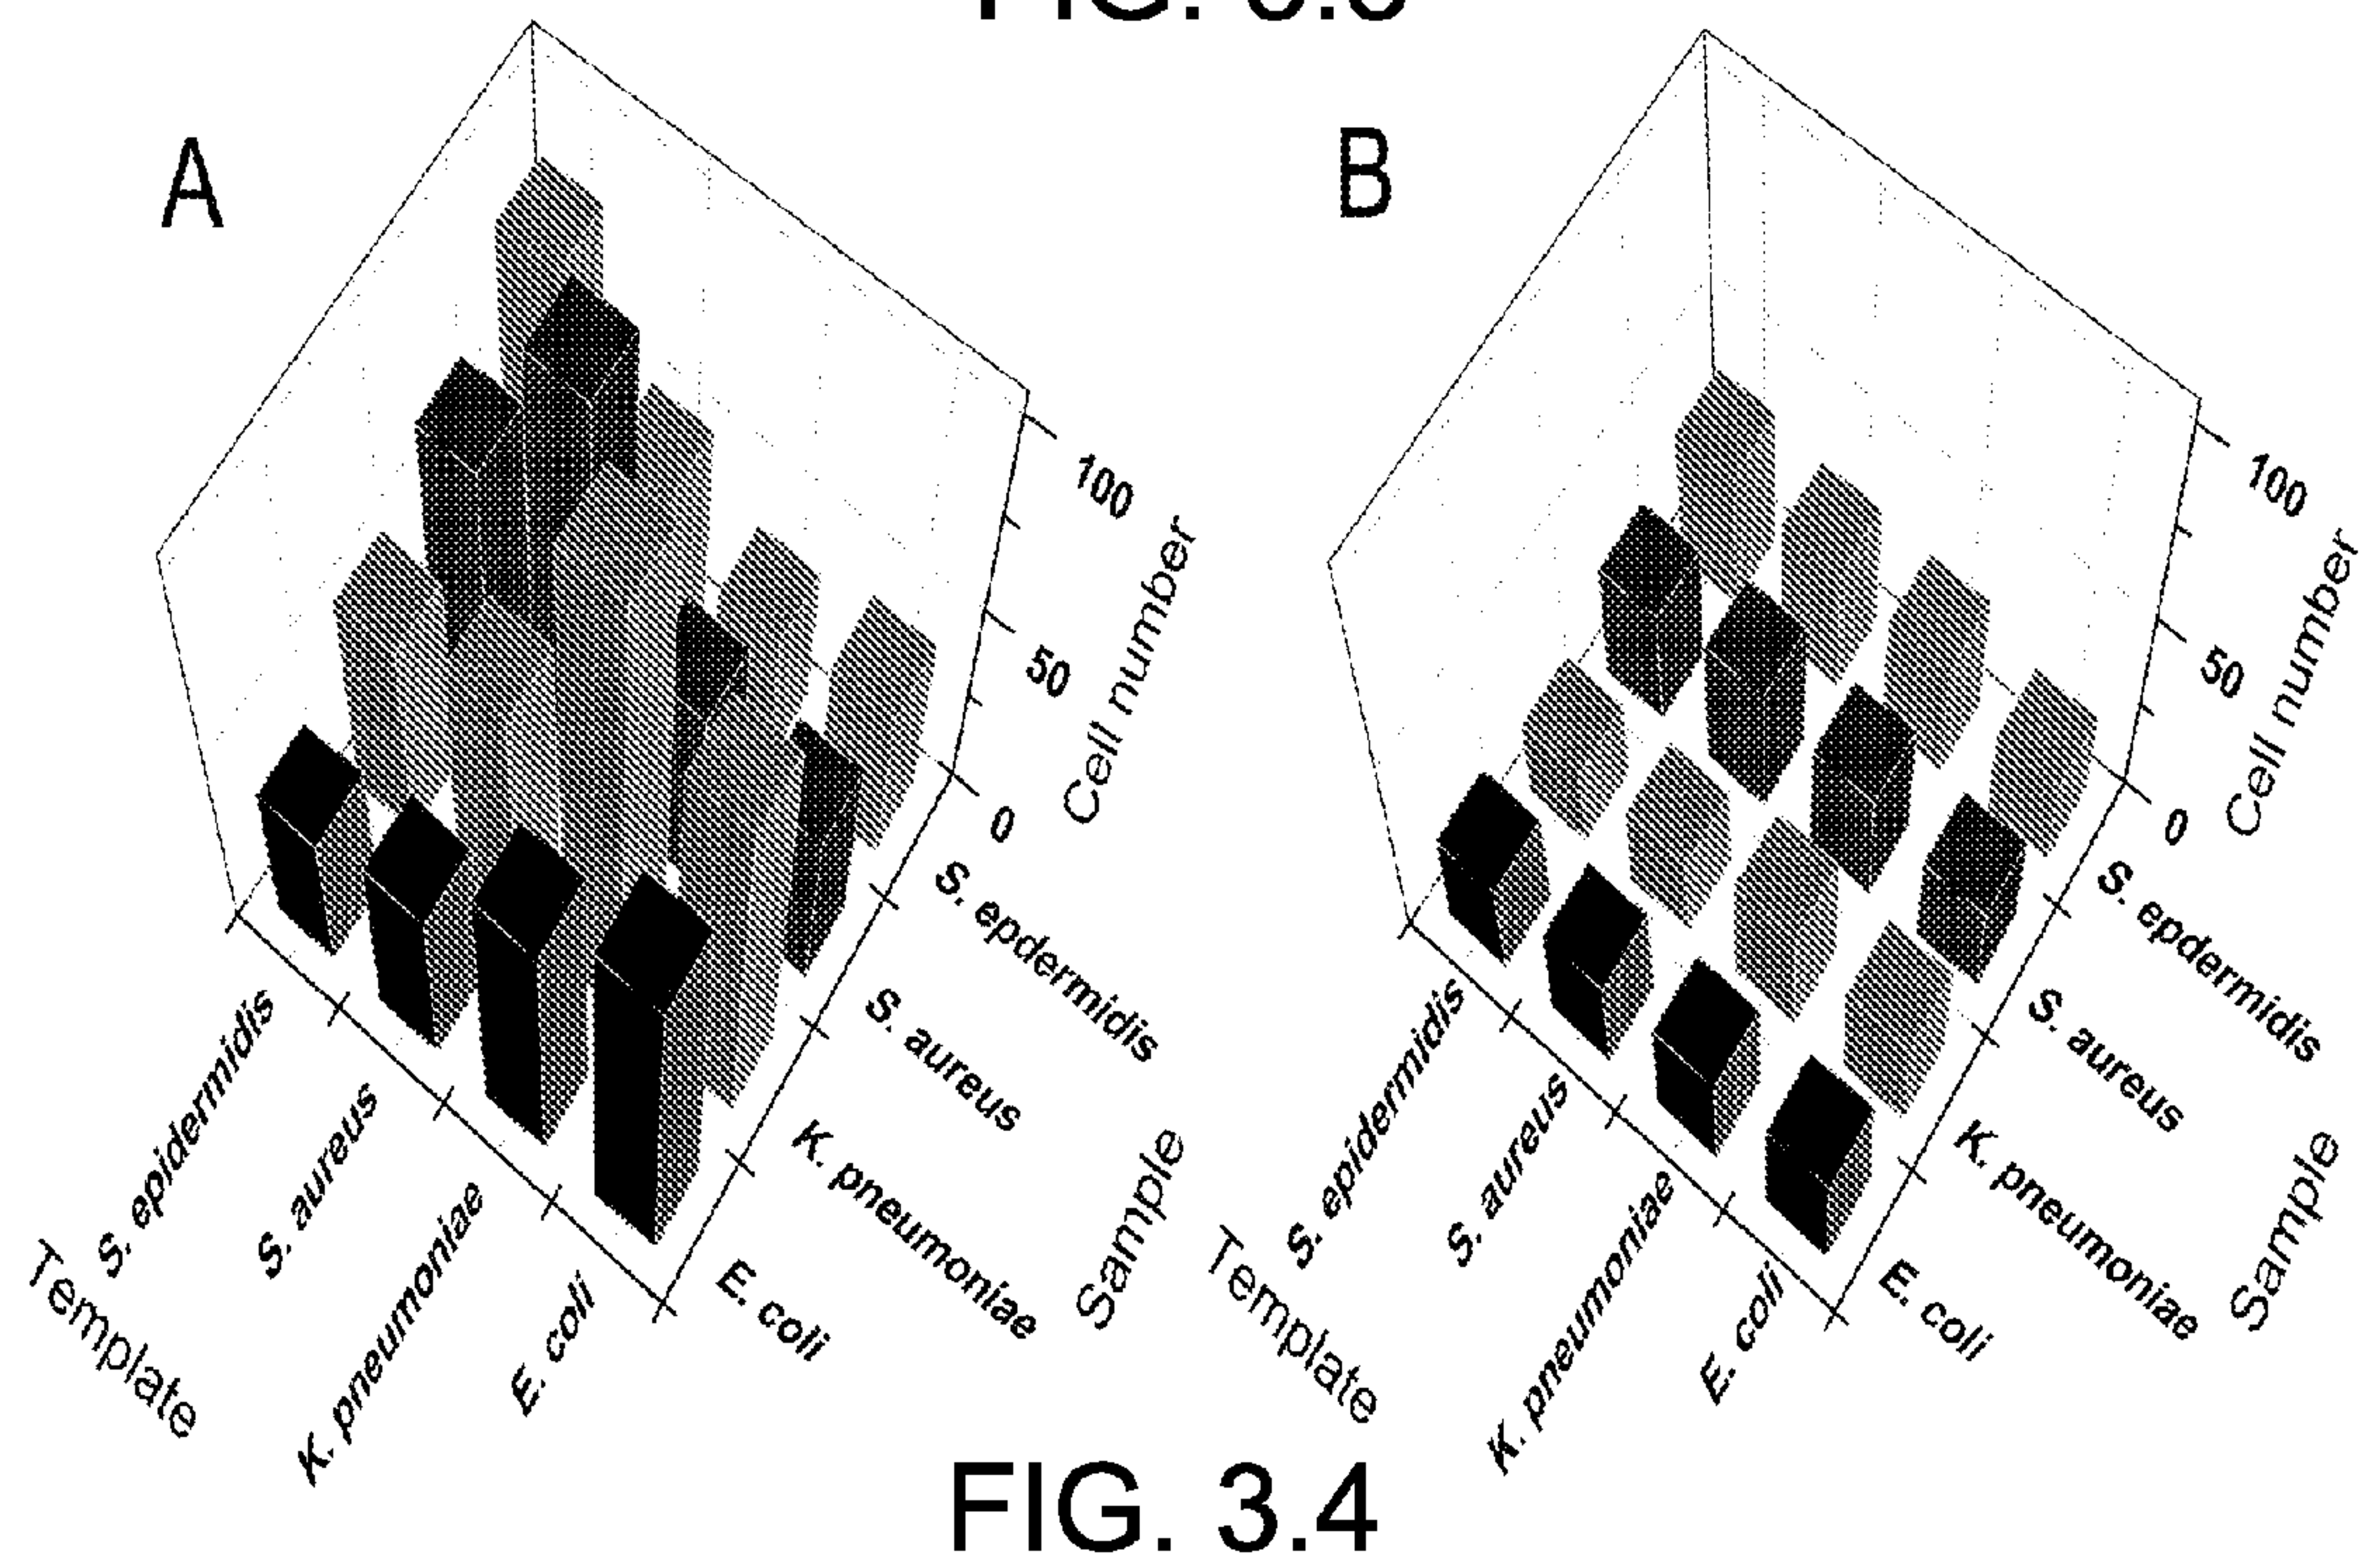 A
100
50
0
Cell number
S. epdermidis
S. aureus
K. pneumoniae
E. coli
Sample
S. epidermidis
S. aureus
K. pneumoniae
E. coli
Template
B
100
50
0
Cell number
S. epdermidis
S. aureus
K. pneumoniae
E. coli
Sample
S. epidermidis
S. aureus
K. pneumoniae
E. coli
Template
FIG. 3.4